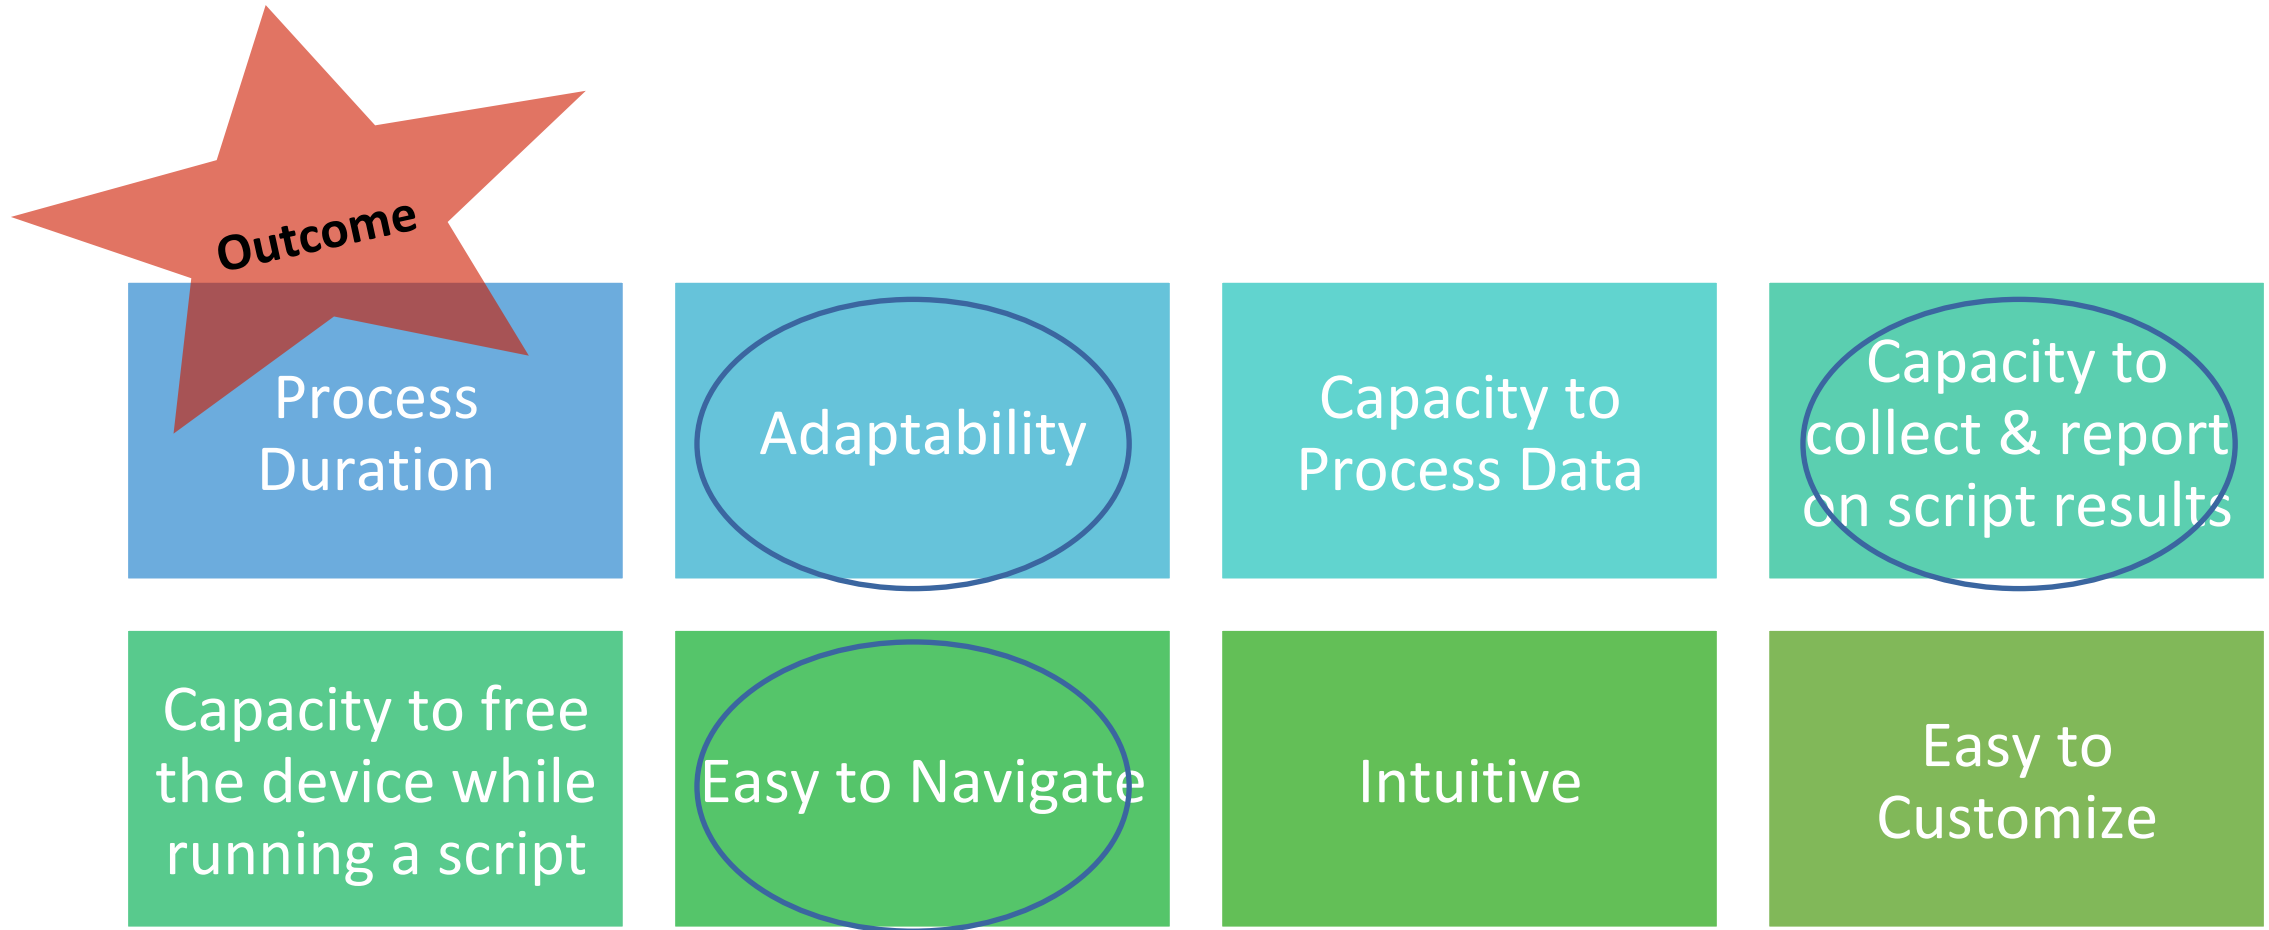 Outcome
Process
Duration
Adaptability
Capacity to
Process Data
Capacity to
collect & report
on script results
Capacity to free
the device while
running a script
Easy to Navigate
Intuitive
Easy to
Customize